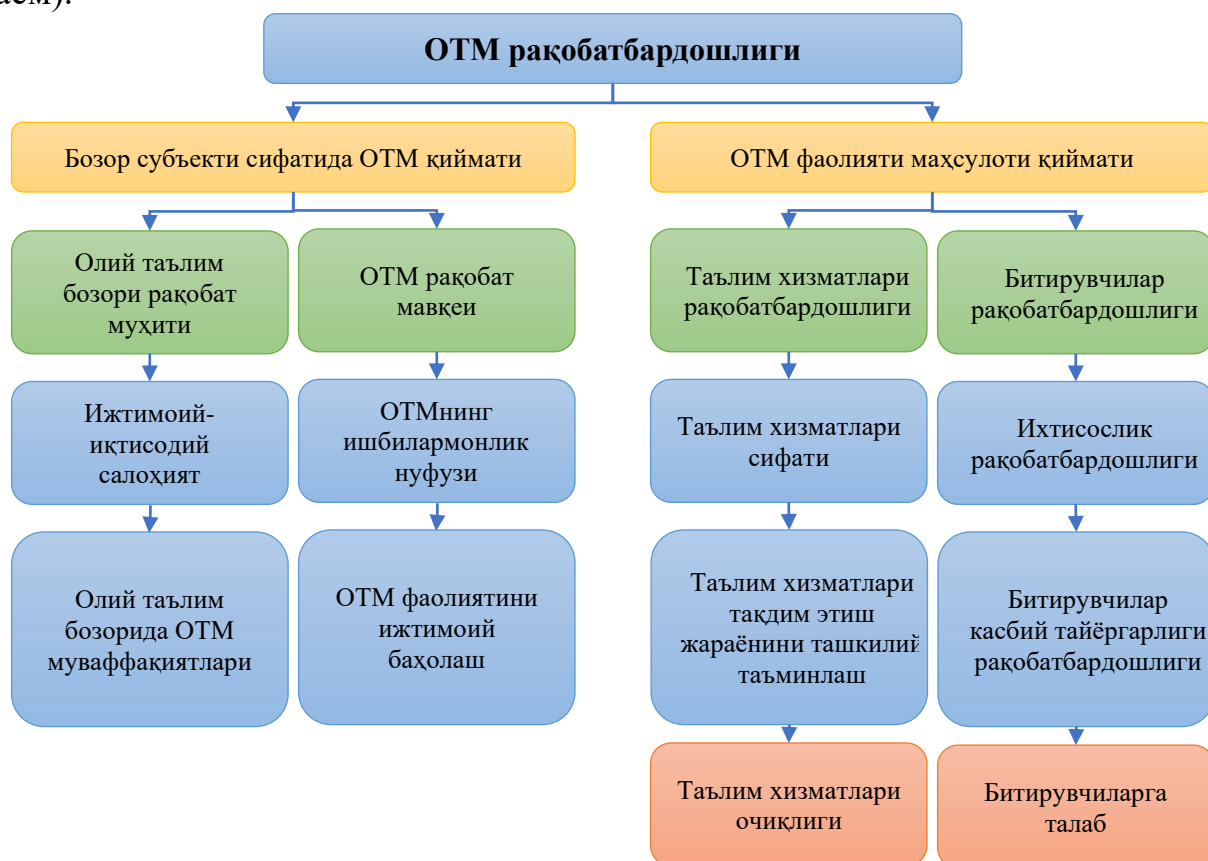 аем).
ОТМ рақобатбардошлиги
Бозор субъекти сифатида ОТМ қиймати
ОТМ фаолияти маҳсулоти қиймати
Олий таълим
бозори рақобат
муҳити
ОТМ рақобат
мавқеи
Таълим хизматлари
рақобатбардошлиги
Битирувчилар
рақобатбардошлиги
Ижтимоий-
иқтисодий
салоҳият
ОТМнинг
ишбилармонлик
нуфузи
Таълим хизматлари
сифати
Ихтисослик
рақобатбардошлиги
Олий таълим
бозорида ОТМ
муваффақиятлари
ОТМ фаолиятини
ижтимоий
баҳолаш
Таълим хизматлари
тақдим этиш
жараёнини ташкилий
таъминлаш
Битирувчилар
касбий тайёргарлиги
рақобатбардошлиги
Таълим хизматлари
очиқлиги
Битирувчиларга
талаб